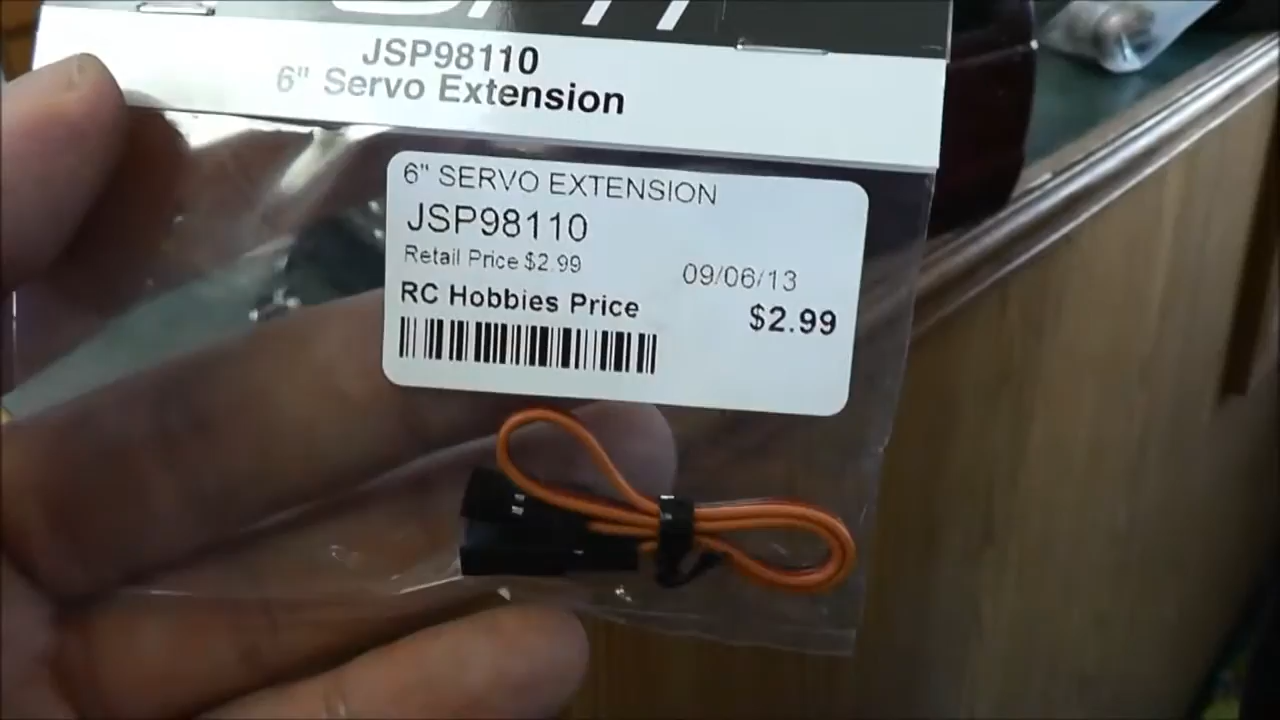 JSP98110
6" Servo Extension
6" SERVO EXTENSION
JSP98110
Retail Price $2.99
09/06/13
RC Hobbies Price
$2.99